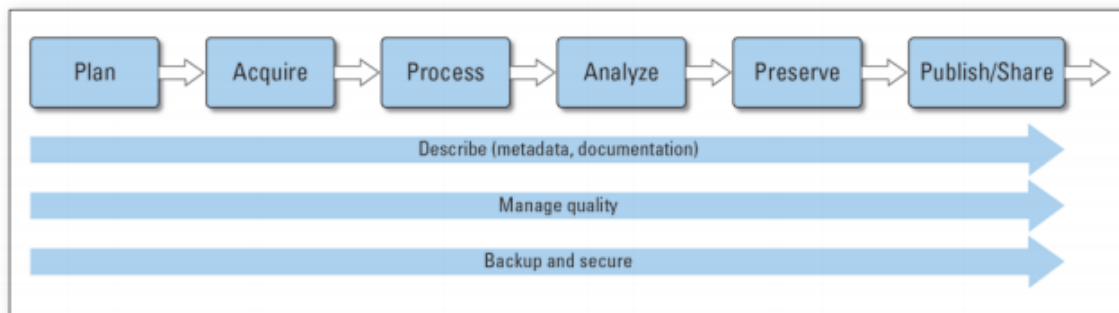 Plan
Acquire
Process
Analyze
Preserve
Publish/Share
Describe (metadata, documentation)
Manage quality
Backup and secure